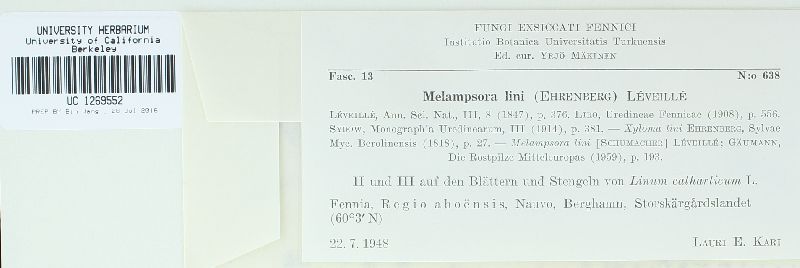 UNIVERSITY HERBARIUM
University of California
Berkeley
UC 1269552
FUNGI EXSICCATI FENNICI
Institutio Botanica Universitatis Turkuensis
Ed. cur. YRJÖ MÄKINEN
Fasc. 13 N:o 638
Melampsora lini (EHRENBERG) LÉVEILLÉ
LÉVEILLÉ, Ann. Sci. Nat., III, 8 (1847), p. 376. LIRO, Uredineae Fennicae (1908), p. 556.
SYDOW, Monographia Uredinearum, III (1914), p. 381. — Xyloma lini EHRENBERG, Sylvae
Myc. Berolinensis (1818), p. 27. — Melampsora lini [SCHUMACHER] LÉVEILLÉ; GÄUMANN,
Die Rostpilze Mitteleuropas (1959), p. 193.
II und III auf den Blättern und Stengeln von Linum catharticum L.
Fennia, Regio aboënsis, Nauvo, Berghamn, Storskärgårdslandet
(60°3′ N)
22. 7. 1948 LAURI E. KARI